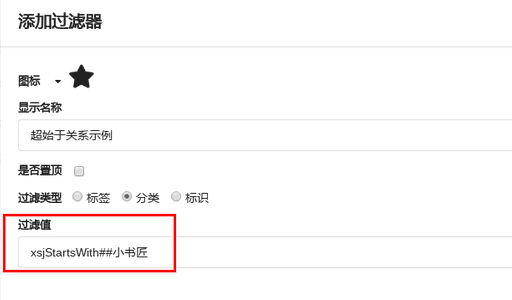 添加过滤器
图标
显示名称
超始于关系示例
是否置顶
过滤类型 标签 分类 标识
过滤值
xsjStartsWith##小书匠